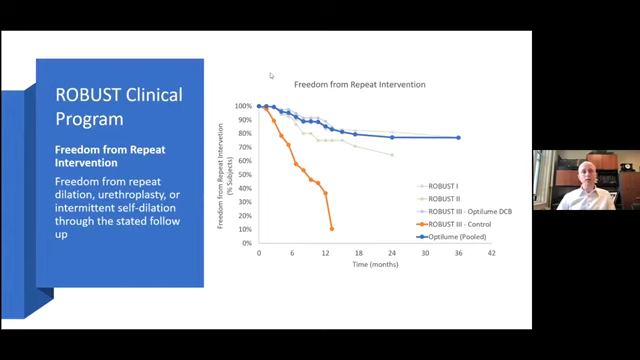 ROBUST Clinical
Program
Freedom from Repeat
Intervention
Freedom from repeat
dilation, urethroplasty, or
intermittent self-dilation
through the stated follow
up
Freedom from Repeat Intervention
Freedom from Repeat Intervention
(% Subjects)
100%
90%
80%
70%
60%
50%
40%
30%
20%
10%
0%
0 6 12 18 24 30 36 42
Time (months)
ROBUST I
ROBUST II
ROBUST III - Optilume DCB
ROBUST III - Control
Optilume (Pooled)